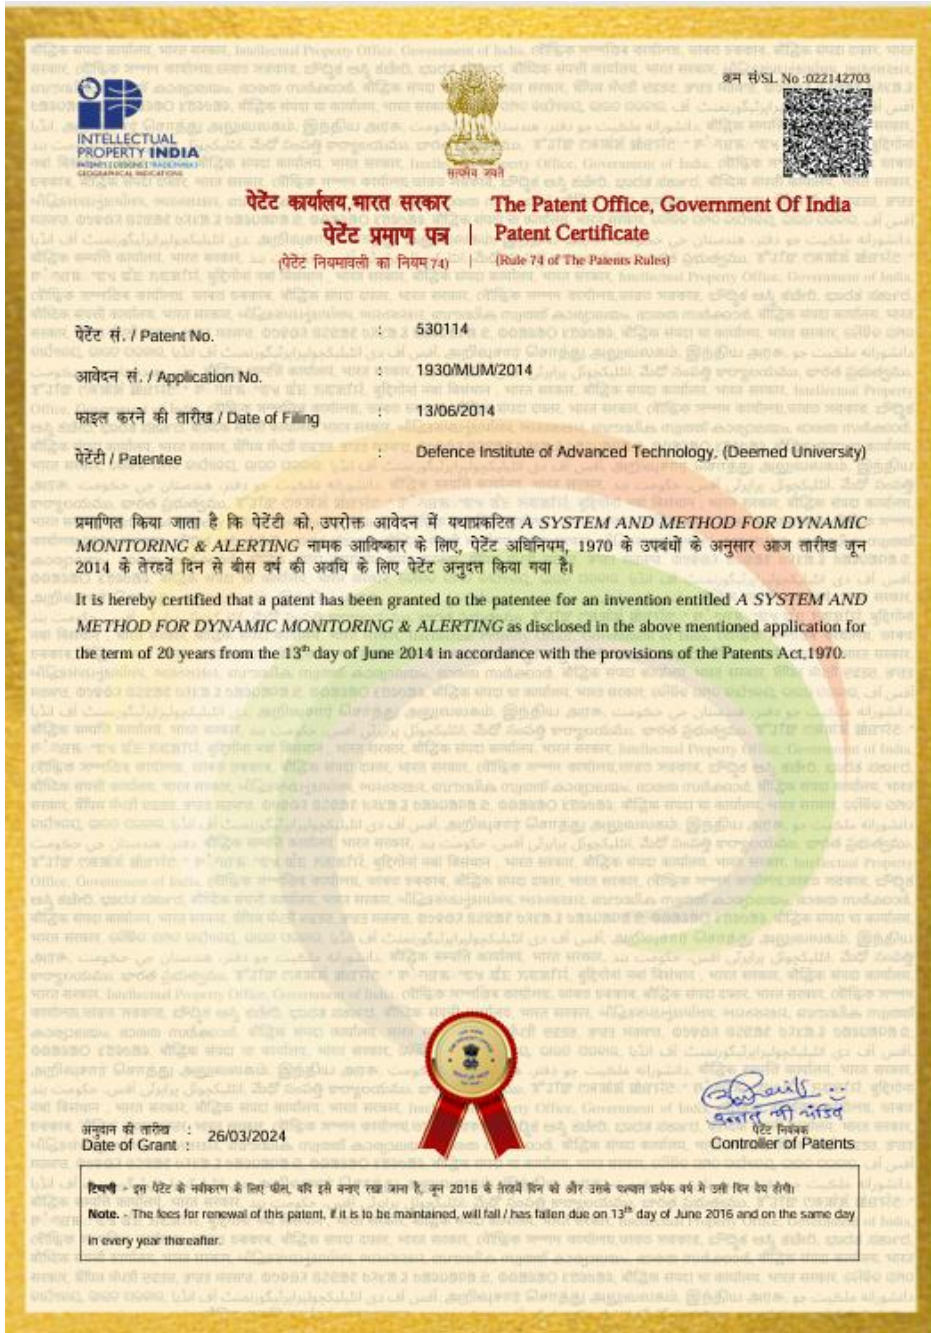 क्रम सं/SL. No :022142703
INTELLECTUAL
PROPERTY INDIA
PATENTS | DESIGNS | TRADE MARKS
GEOGRAPHICAL INDICATIONS
सत्यमेव जयते
पेटेंट कार्यालय,भारत सरकार
The Patent Office, Government Of India
पेटेंट प्रमाण पत्र | Patent Certificate
(पेटेंट नियमावली का नियम 74) | (Rule 74 of The Patents Rules)
पेटेंट सं. / Patent No. : 530114
आवेदन सं. / Application No. : 1930/MUM/2014
फाइल करने की तारीख / Date of Filing : 13/06/2014
पेटेंटी / Patentee : Defence Institute of Advanced Technology, (Deemed University)
प्रमाणित किया जाता है कि पेटेंटी को, उपरोक्त आवेदन में यथाप्रकटित A SYSTEM AND METHOD FOR DYNAMIC
MONITORING & ALERTING नामक आविष्कार के लिए, पेटेंट अधिनियम, 1970 के उपबंधों के अनुसार आज तारीख जून
2014 के तेरहवें दिन से बीस वर्ष की अवधि के लिए पेटेंट अनुदत्त किया गया है।
It is hereby certified that a patent has been granted to the patentee for an invention entitled A SYSTEM AND
METHOD FOR DYNAMIC MONITORING & ALERTING as disclosed in the above mentioned application for
the term of 20 years from the 13th day of June 2014 in accordance with the provisions of the Patents Act,1970.
अनुदान की तारीख :
Date of Grant : 26/03/2024
पेटेंट नियंत्रक
Controller of Patents
टिप्पणी - इस पेटेंट के नवीकरण के लिए फीस, यदि इसे बनाए रखा जाना है, जून 2016 के तेरहवें दिन को और उसके पश्चात प्रत्येक वर्ष मे उसी दिन देय होगी।
Note. - The fees for renewal of this patent, if it is to be maintained, will fall / has fallen due on 13th day of June 2016 and on the same day
in every year thereafter.